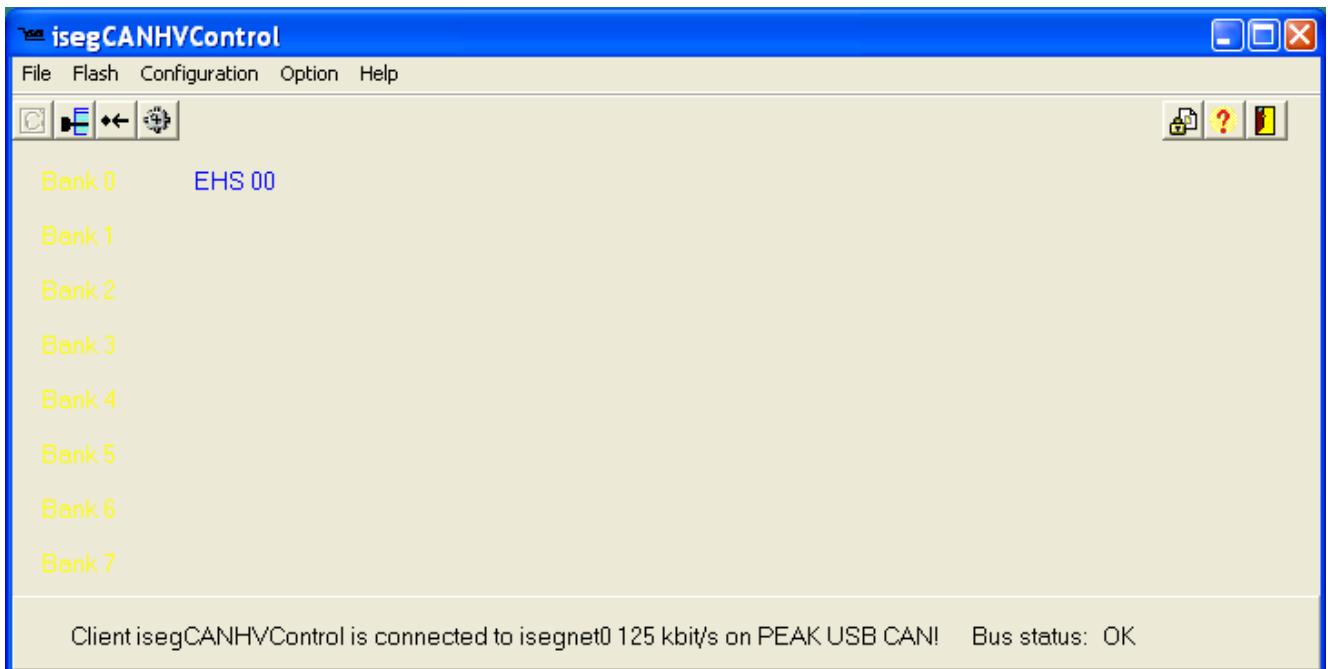 isegCANHVControl
File Flash Configuration Option Help
Bank 0 EHS 00
Bank 1
Bank 2
Bank 3
Bank 4
Bank 5
Bank 6
Bank 7
Client isegCANHVControl is connected to isegnet0 125 kbit/s on PEAK USB CAN! Bus status: OK